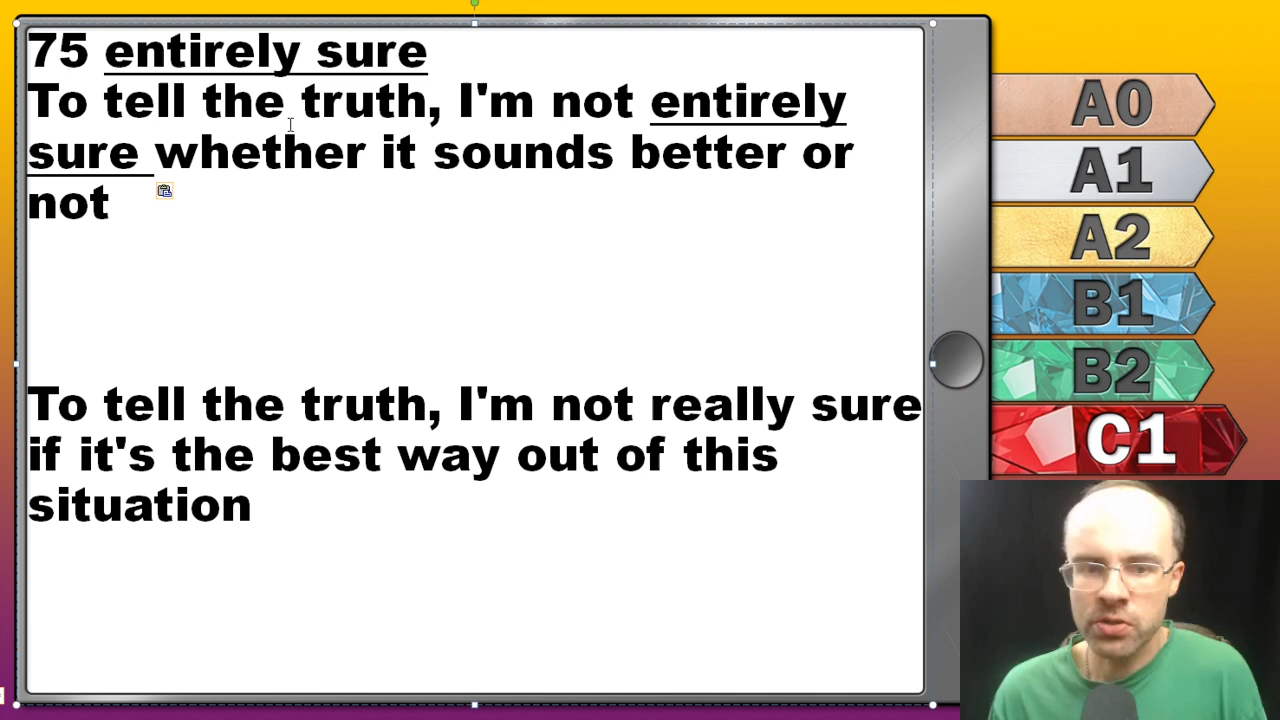 75 entirely sure
To tell the truth, I'm not entirely
sure whether it sounds better or
not
To tell the truth, I'm not really sure
if it's the best way out of this
situation
A0
A1
A2
B1
B2
C1